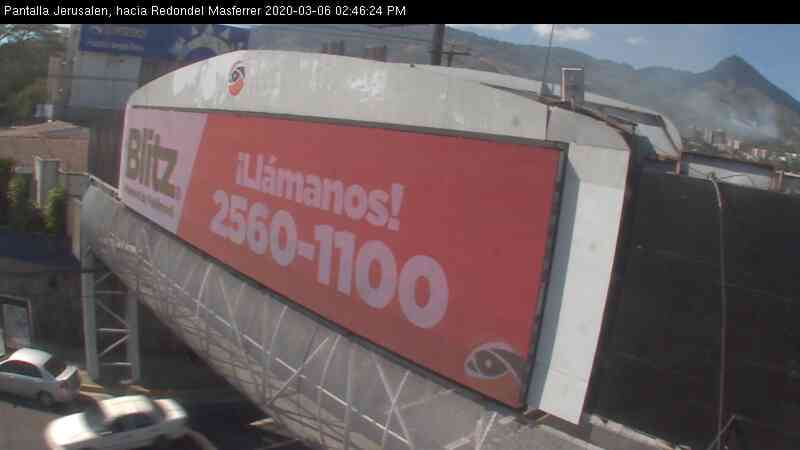 Pantalla Jerusalen, hacia Redondel Masferrer 2020-03-06 02:46:24 PM
Blitz
¡Llámanos!
2560-1100